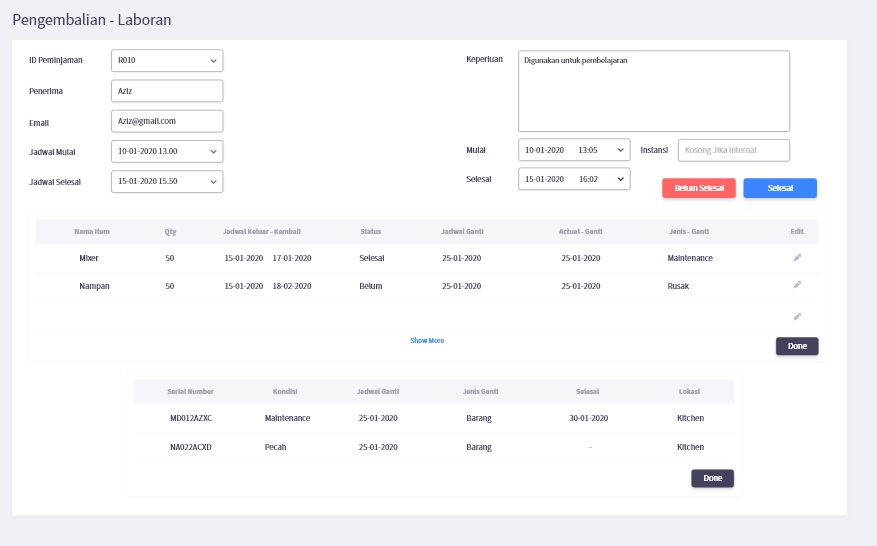 Pengembalian - Laboran
ID Peminjaman R010 Keperluan Digunakan untuk pembelajaran
Penerima Aziz
Email Aziz@gmail.com
Jadwal Mulai 10-01-2020 13.00 Mulai 10-01-2020 13:05 Instansi Kosong Jika Internal
Jadwal Selesai 15-01-2020 15.50 Selesai 15-01-2020 16:02 Belum Selesai Selesai
Nama Item Qty Jadwal Keluar - Kembali Status Jadwal Ganti Actual - Ganti Jenis - Ganti Edit
Mixer 50 15-01-2020 17-01-2020 Selesai 25-01-2020 25-01-2020 Maintenance
Nampan 50 15-01-2020 18-02-2020 Belum 25-01-2020 25-01-2020 Rusak
Show More
Done
Serial Number Kondisi Jadwal Ganti Jenis Ganti Selesai Lokasi
MD012AZXC Maintenance 25-01-2020 Barang 30-01-2020 Kitchen
NA022ACXD Pecah 25-01-2020 Barang - Kitchen
Done